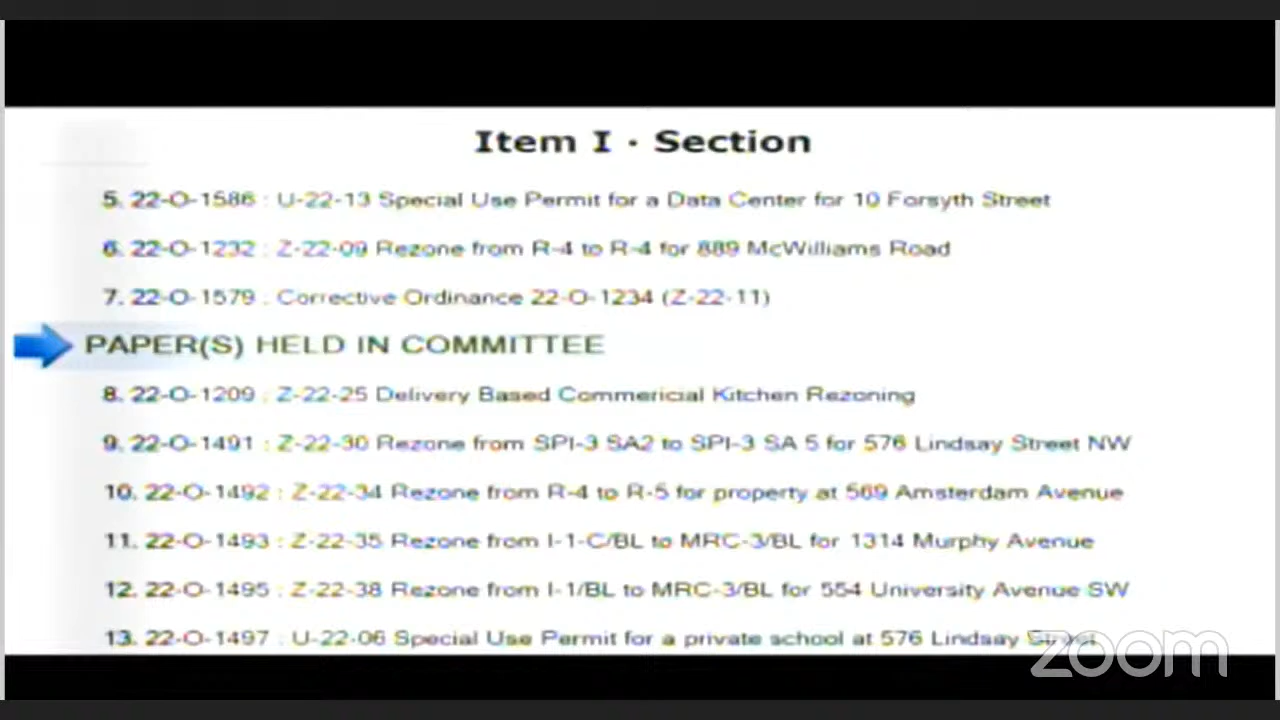 Item I · Section
5. 22-O-1586 : U-22-13 Special Use Permit for a Data Center for 10 Forsyth Street
6. 22-O-1232 : Z-22-09 Rezone from R-4 to R-4 for 889 McWilliams Road
7. 22-O-1579 : Corrective Ordinance 22-O-1234 (Z-22-11)
PAPER(S) HELD IN COMMITTEE
8. 22-O-1209 : Z-22-25 Delivery Based Commericial Kitchen Rezoning
9. 22-O-1491 : Z-22-30 Rezone from SPI-3 SA2 to SPI-3 SA 5 for 576 Lindsay Street NW
10. 22-O-1492 : Z-22-34 Rezone from R-4 to R-5 for property at 569 Amsterdam Avenue
11. 22-O-1493 : Z-22-35 Rezone from I-1-C/BL to MRC-3/BL for 1314 Murphy Avenue
12. 22-O-1495 : Z-22-38 Rezone from I-1/BL to MRC-3/BL for 554 University Avenue SW
13. 22-O-1497 : U-22-06 Special Use Permit for a private school at 576 Lindsay Street
zoom